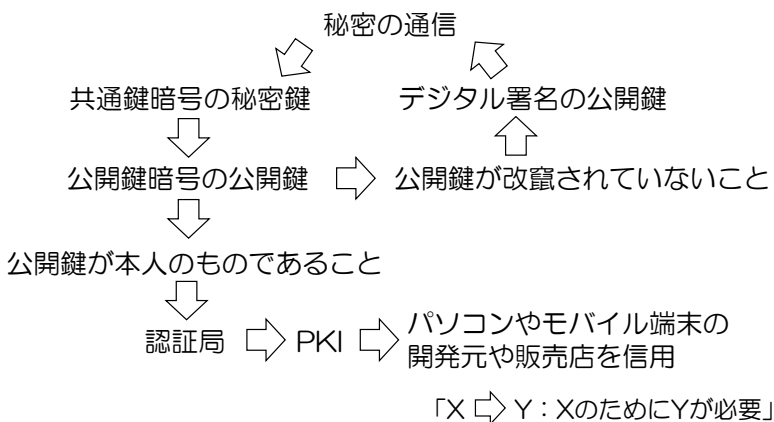 秘密の通信
共通鍵暗号の秘密鍵
デジタル署名の公開鍵
公開鍵暗号の公開鍵
公開鍵が改竄されていないこと
公開鍵が本人のものであること
認証局
PKI
パソコンやモバイル端末の
開発元や販売店を信用
「X ⇨ Y:XのためにYが必要」